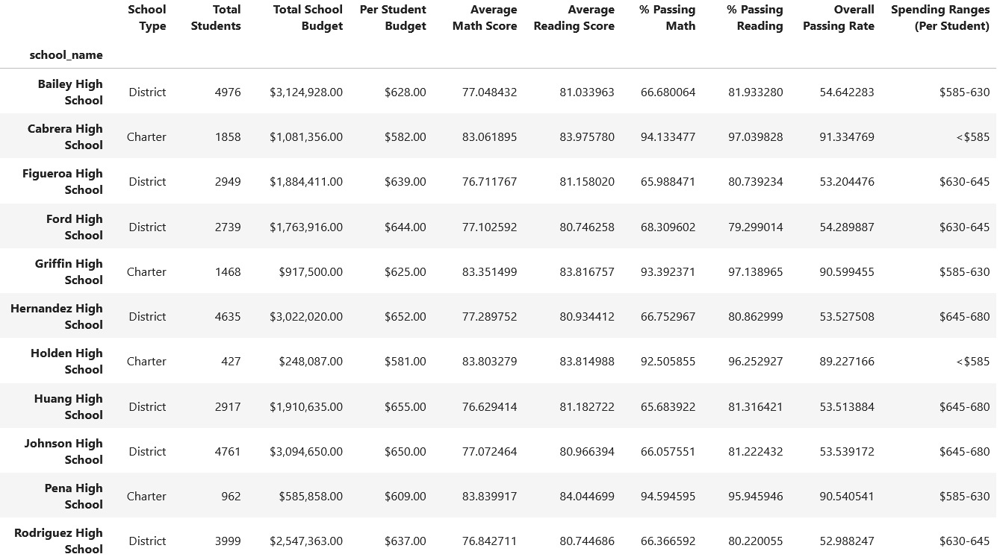 School Type Total Students Total School Budget Per Student Budget Average Math Score Average Reading Score % Passing Math % Passing Reading Overall Passing Rate Spending Ranges (Per Student)
school_name
Bailey High School District 4976 $3,124,928.00 $628.00 77.048432 81.033963 66.680064 81.933280 54.642283 $585-630
Cabrera High School Charter 1858 $1,081,356.00 $582.00 83.061895 83.975780 94.133477 97.039828 91.334769 <$585
Figueroa High School District 2949 $1,884,411.00 $639.00 76.711767 81.158020 65.988471 80.739234 53.204476 $630-645
Ford High School District 2739 $1,763,916.00 $644.00 77.102592 80.746258 68.309602 79.299014 54.289887 $630-645
Griffin High School Charter 1468 $917,500.00 $625.00 83.351499 83.816757 93.392371 97.138965 90.599455 $585-630
Hernandez High School District 4635 $3,022,020.00 $652.00 77.289752 80.934412 66.752967 80.862999 53.527508 $645-680
Holden High School Charter 427 $248,087.00 $581.00 83.803279 83.814988 92.505855 96.252927 89.227166 <$585
Huang High School District 2917 $1,910,635.00 $655.00 76.629414 81.182722 65.683922 81.316421 53.513884 $645-680
Johnson High School District 4761 $3,094,650.00 $650.00 77.072464 80.966394 66.057551 81.222432 53.539172 $645-680
Pena High School Charter 962 $585,858.00 $609.00 83.839917 84.044699 94.594595 95.945946 90.540541 $585-630
Rodriguez High School District 3999 $2,547,363.00 $637.00 76.842711 80.744686 66.366592 80.220055 52.988247 $630-645